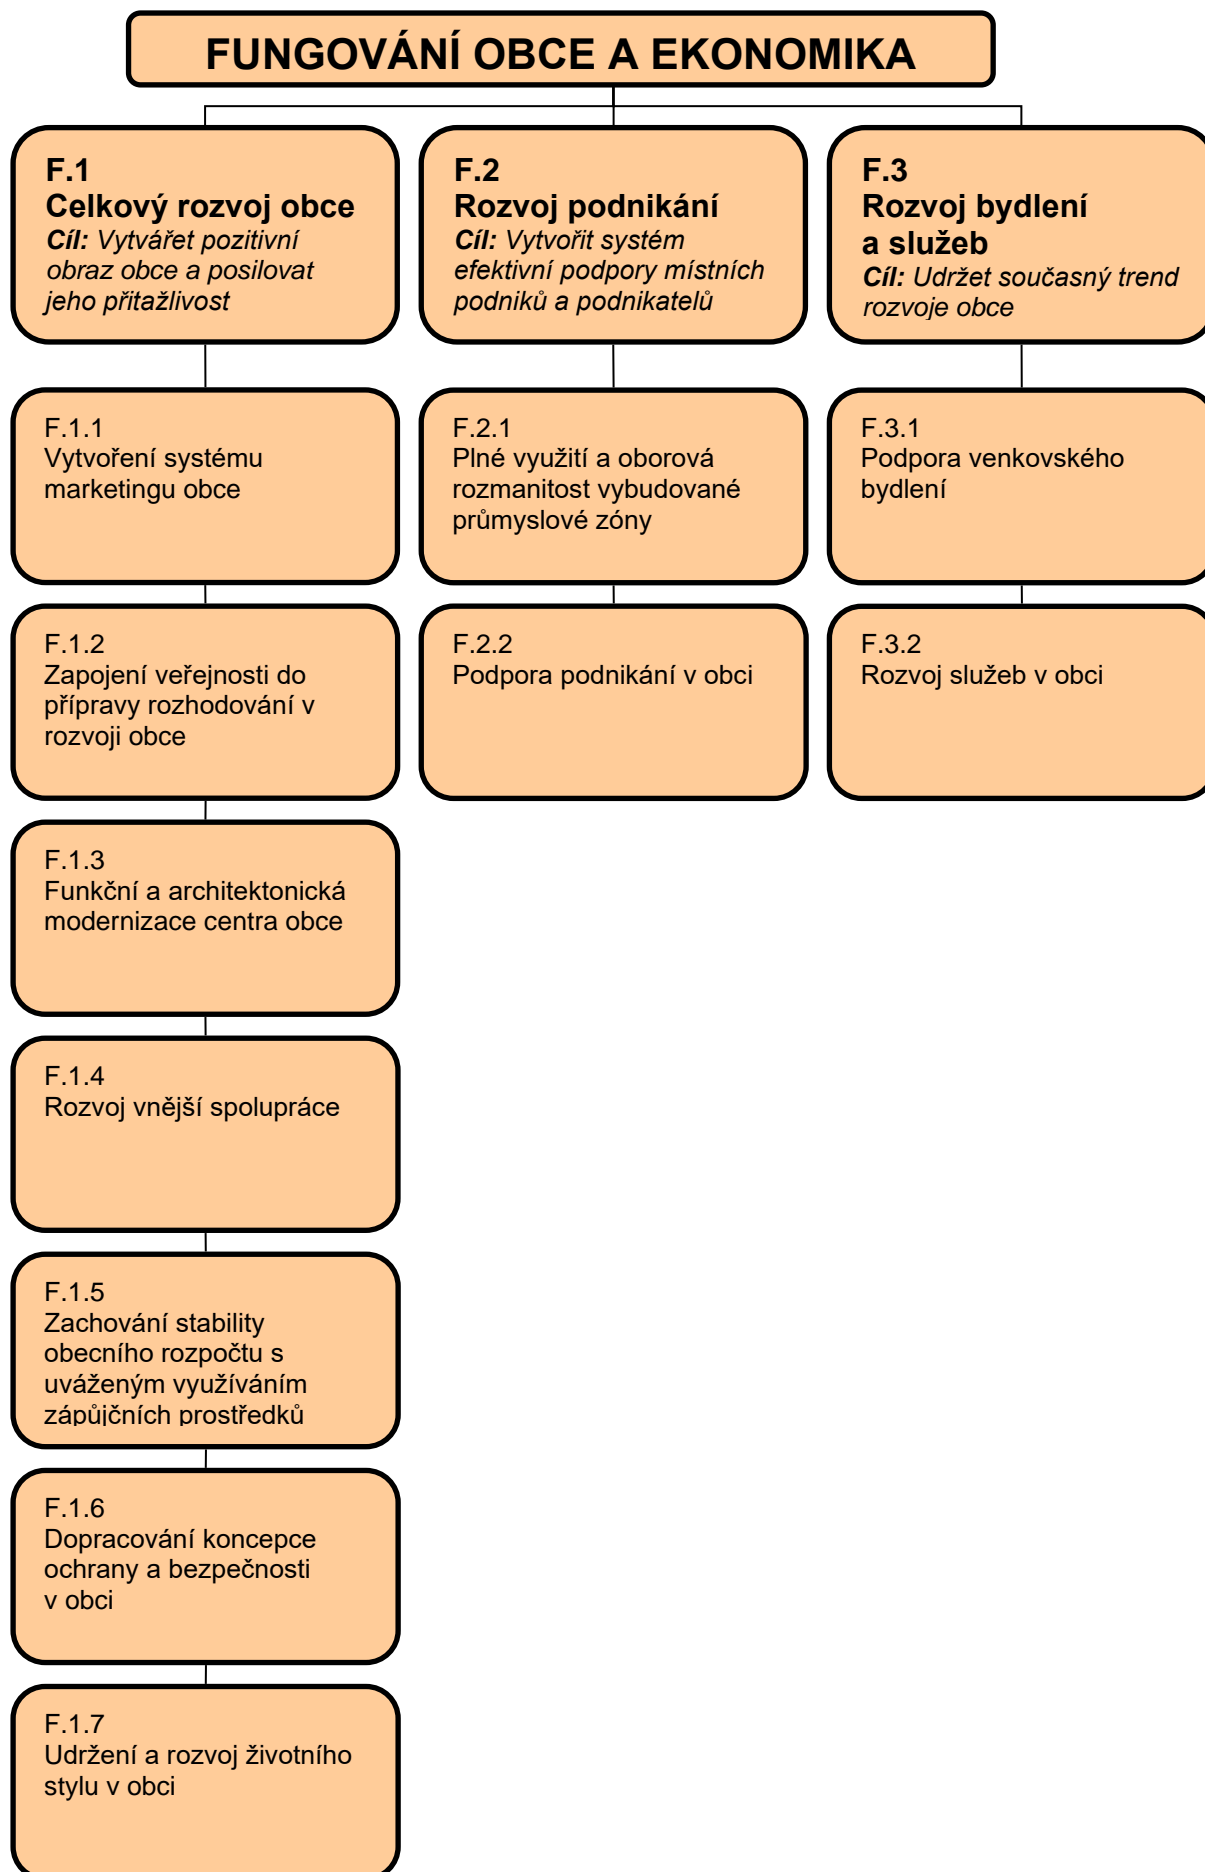 FUNGOVÁNÍ OBCE A EKONOMIKA
F.1
Celkový rozvoj obce
Cíl: Vytvářet pozitivní
obraz obce a posilovat
jeho přitažlivost
F.2
Rozvoj podnikání
Cíl: Vytvořit systém
efektivní podpory místních
podniků a podnikatelů
F.3
Rozvoj bydlení
a služeb
Cíl: Udržet současný trend
rozvoje obce
F.1.1
Vytvoření systému
marketingu obce
F.2.1
Plné využití a oborová
rozmanitost vybudované
průmyslové zóny
F.3.1
Podpora venkovského
bydlení
F.1.2
Zapojení veřejnosti do
přípravy rozhodování v
rozvoji obce
F.2.2
Podpora podnikání v obci
F.3.2
Rozvoj služeb v obci
F.1.3
Funkční a architektonická
modernizace centra obce
F.1.4
Rozvoj vnější spolupráce
F.1.5
Zachování stability
obecního rozpočtu s
uváženým využíváním
zápůjčních prostředků
F.1.6
Dopracování koncepce
ochrany a bezpečnosti
v obci
F.1.7
Udržení a rozvoj životního
stylu v obci